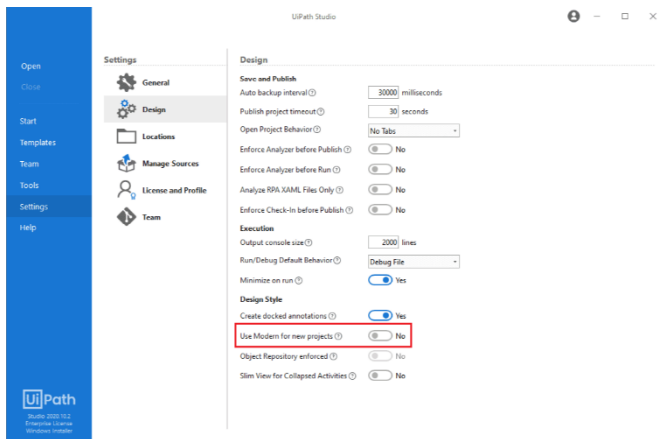 UiPath Studio
Open
Close
Start
Templates
Team
Tools
Settings
Help
UiPath
Studio 2020.10.2
Enterprise License
Windows Installer
Settings
General
Design
Locations
Manage Sources
License and Profile
Team
Design
Save and Publish
Auto backup interval 30000 milliseconds
Publish project timeout 30 seconds
Open Project Behavior No Tabs
Enforce Analyzer before Publish No
Enforce Analyzer before Run No
Analyze RPA XAML Files Only No
Enforce Check-In before Publish No
Execution
Output console size 2000 lines
Run/Debug Default Behavior Debug File
Minimize on run Yes
Design Style
Create docked annotations Yes
Use Modern for new projects No
Object Repository enforced No
Slim View for Collapsed Activities No